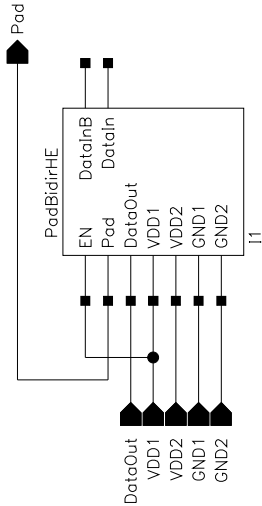 Pad
PadBidirHE
DataInB
DataIn
EN
Pad
DataOut
VDD1
VDD2
GND1
GND2
I1
DataOut
VDD1
VDD2
GND1
GND2